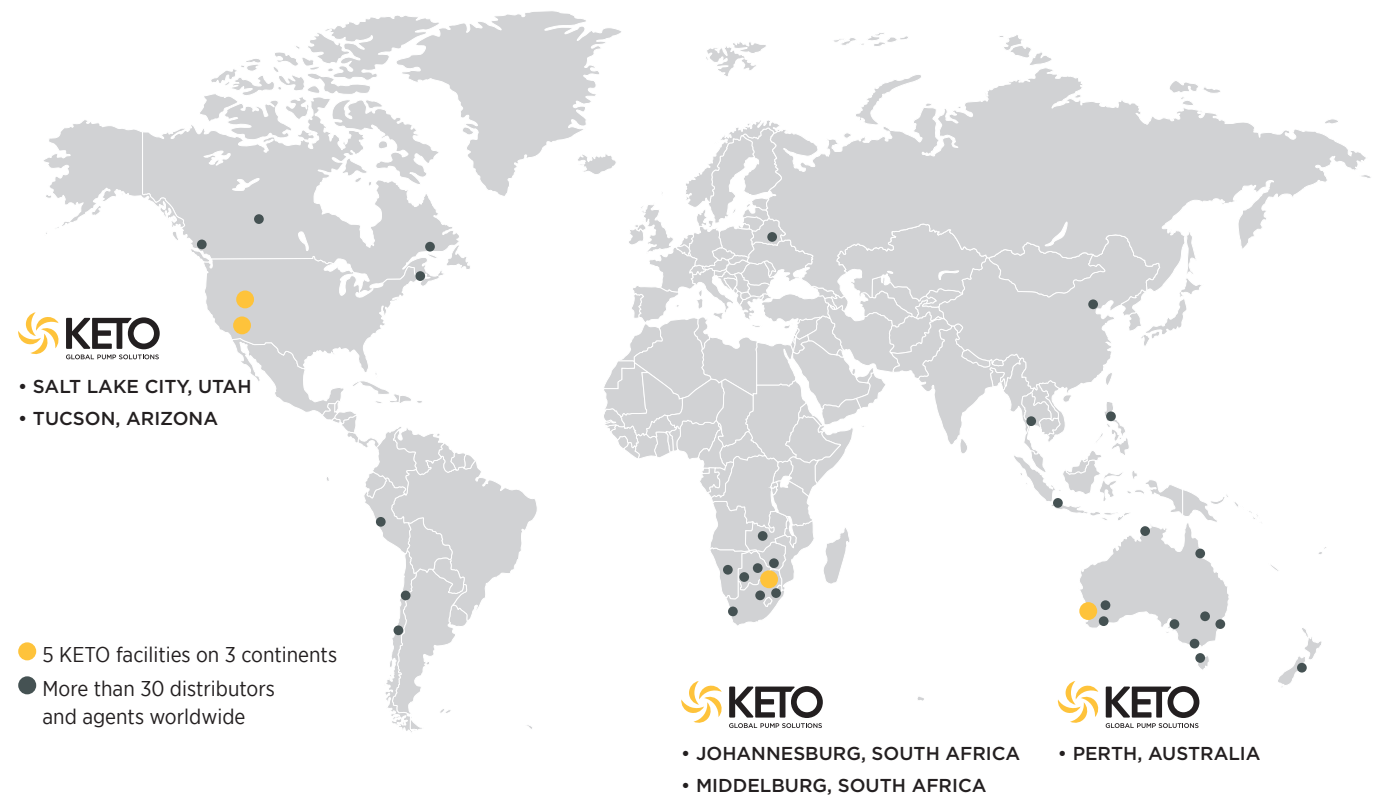 KETO
GLOBAL PUMP SOLUTIONS
• SALT LAKE CITY, UTAH
• TUCSON, ARIZONA
5 KETO facilities on 3 continents
More than 30 distributors
and agents worldwide
KETO
GLOBAL PUMP SOLUTIONS
• JOHANNESBURG, SOUTH AFRICA
• MIDDELBURG, SOUTH AFRICA
KETO
GLOBAL PUMP SOLUTIONS
• PERTH, AUSTRALIA